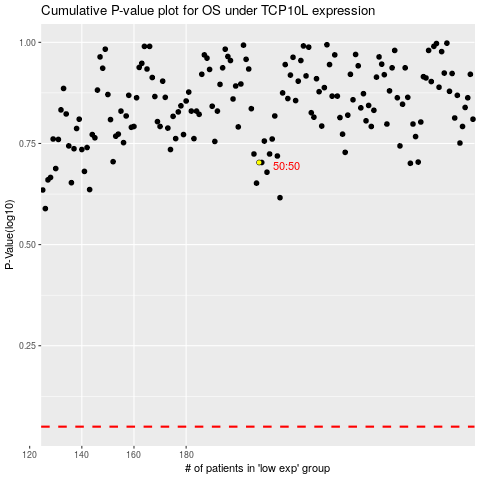 Cumulative P-value plot for OS under TCP10L expression
P-Value(log10)
1.00
0.75
0.50
0.25
50:50
120 140 160 180
# of patients in 'low exp' group